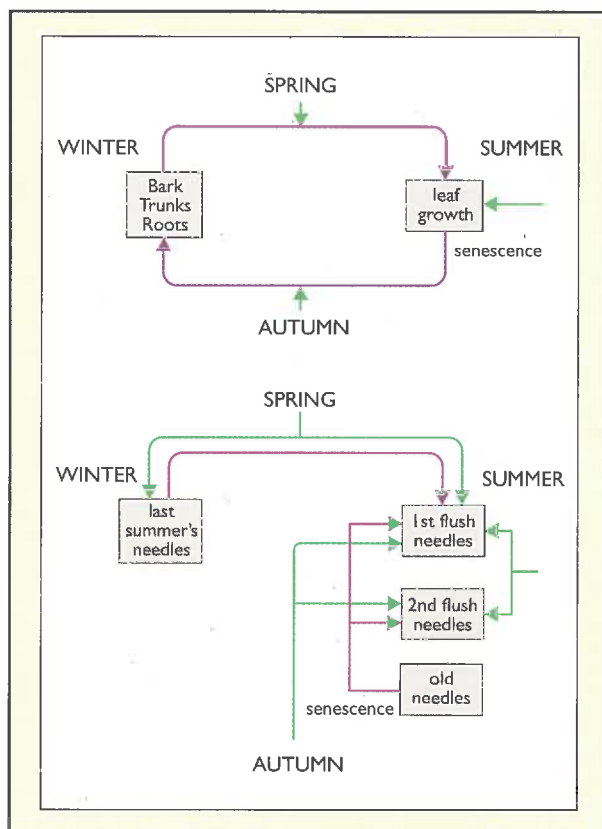 SPRING
WINTER
SUMMER
Bark
Trunks
Roots
leaf
growth
senescence
AUTUMN
SPRING
WINTER
SUMMER
last
summer's
needles
1st flush
needles
2nd flush
needles
old
needles
senescence
AUTUMN